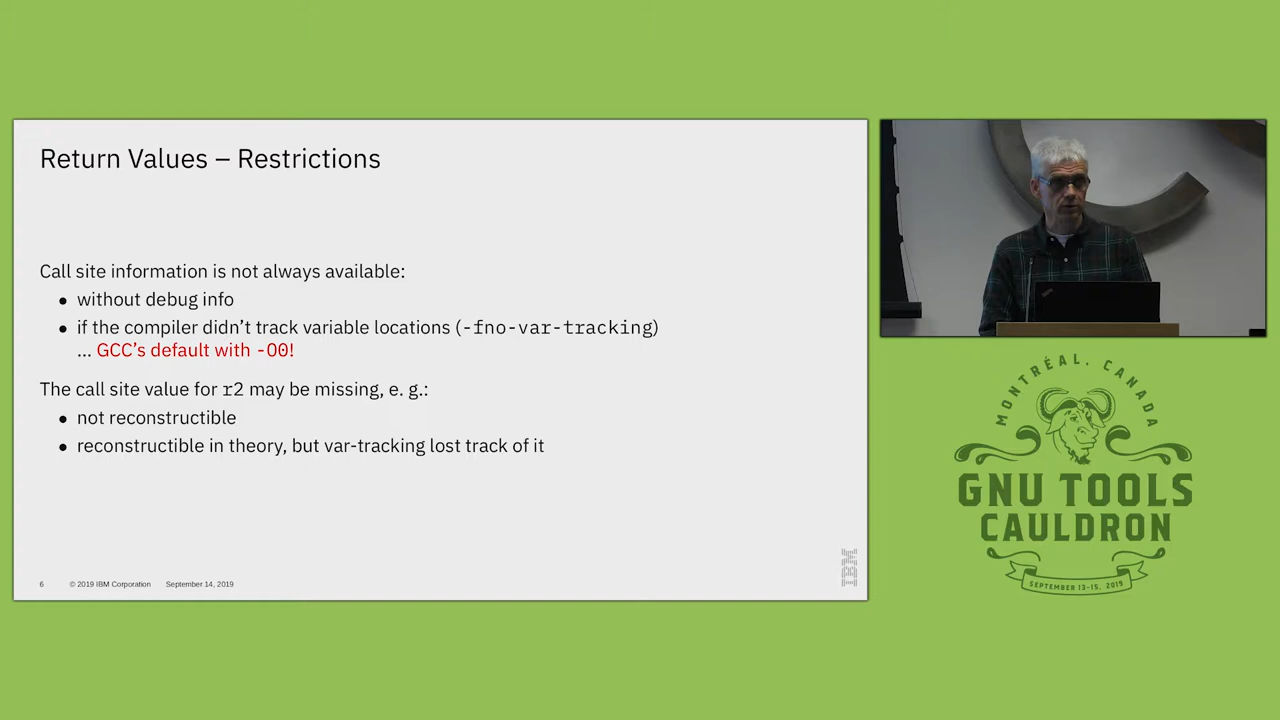 Return Values – Restrictions
Call site information is not always available:
● without debug info
● if the compiler didn't track variable locations (-fno-var-tracking)
… GCC's default with -O0!
The call site value for r2 may be missing, e. g.:
● not reconstructible
● reconstructible in theory, but var-tracking lost track of it
6 © 2019 IBM Corporation September 14, 2019
IBM
MONTRÉAL, CANADA
GNU TOOLS
CAULDRON
SEPTEMBER 13-15, 2019